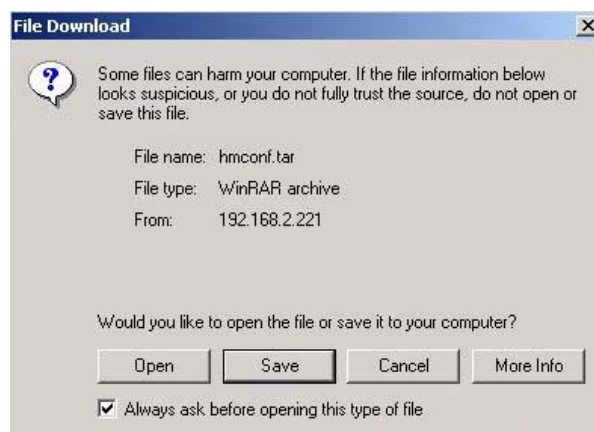 File Download
Some files can harm your computer. If the file information below
looks suspicious, or you do not fully trust the source, do not open or
save this file.
File name: hmconf.tar
File type: WinRAR archive
From: 192.168.2.221
Would you like to open the file or save it to your computer?
Open Save Cancel More Info
Always ask before opening this type of file